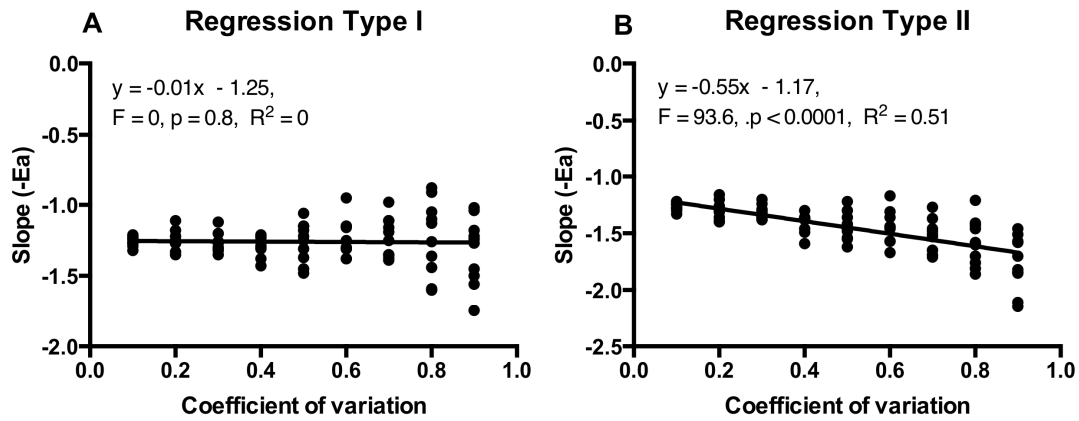 A Regression Type I
y = -0.01x - 1.25,
F = 0, p = 0.8, R² = 0
Slope (-Ea)
0.0
-0.5
-1.0
-1.5
-2.0
0.0 0.2 0.4 0.6 0.8 1.0
Coefficient of variation
B Regression Type II
y = -0.55x - 1.17,
F = 93.6, .p < 0.0001, R² = 0.51
Slope (-Ea)
0.0
-0.5
-1.0
-1.5
-2.0
-2.5
0.0 0.2 0.4 0.6 0.8 1.0
Coefficient of variation